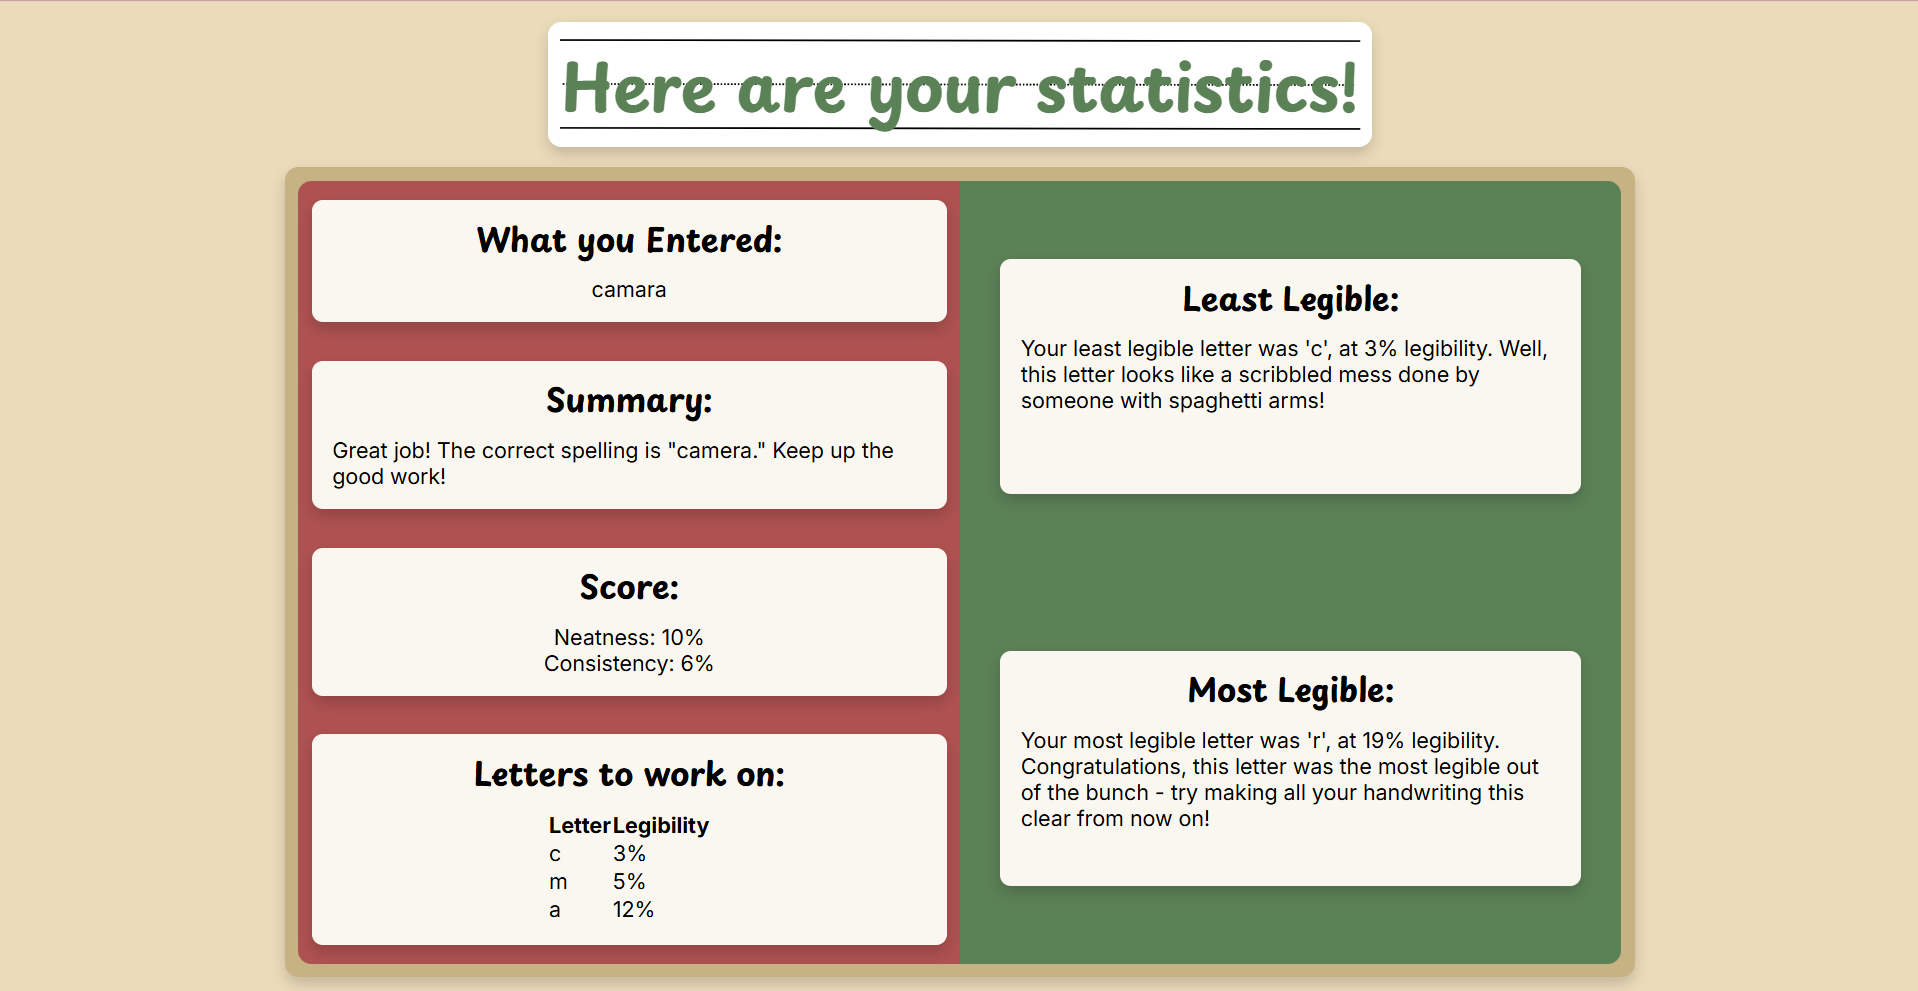 Here are your statistics!
What you Entered:
camara
Summary:
Great job! The correct spelling is "camera." Keep up the
good work!
Score:
Neatness: 10%
Consistency: 6%
Letters to work on:
Letter Legibility
c 3%
m 5%
a 12%
Least Legible:
Your least legible letter was 'c', at 3% legibility. Well,
this letter looks like a scribbled mess done by
someone with spaghetti arms!
Most Legible:
Your most legible letter was 'r', at 19% legibility.
Congratulations, this letter was the most legible out
of the bunch - try making all your handwriting this
clear from now on!